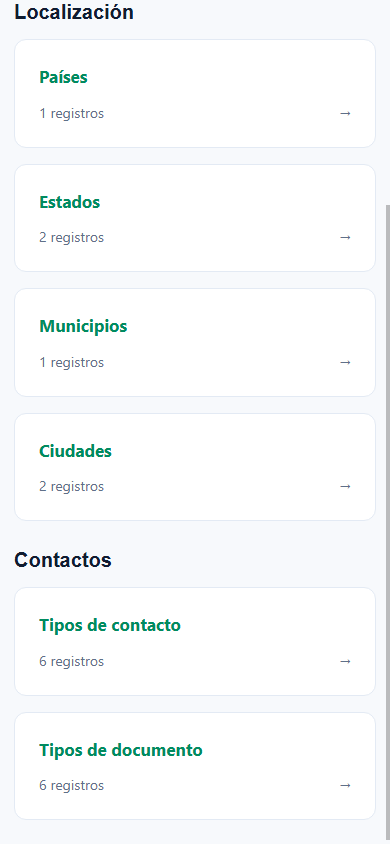 Localización
Países
1 registros →
Estados
2 registros →
Municipios
1 registros →
Ciudades
2 registros →
Contactos
Tipos de contacto
6 registros →
Tipos de documento
6 registros →